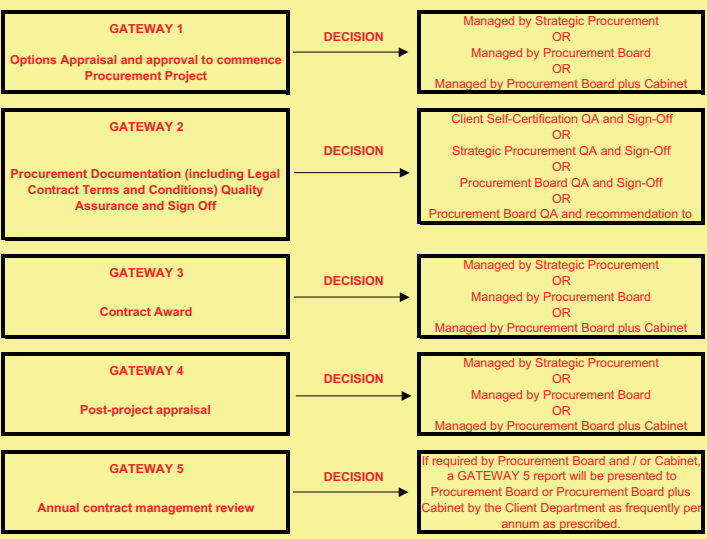 GATEWAY 1
Options Appraisal and approval to commence
Procurement Project
DECISION
Managed by Strategic Procurement
OR
Managed by Procurement Board
OR
Managed by Procurement Board plus Cabinet
GATEWAY 2
Procurement Documentation (including Legal
Contract Terms and Conditions) Quality
Assurance and Sign Off
DECISION
Client Self-Certification QA and Sign-Off
OR
Strategic Procurement QA and Sign-Off
OR
Procurement Board QA and Sign-Off
OR
Procurement Board QA and recommendation to
GATEWAY 3
Contract Award
DECISION
Managed by Strategic Procurement
OR
Managed by Procurement Board
OR
Managed by Procurement Board plus Cabinet
GATEWAY 4
Post-project appraisal
DECISION
Managed by Strategic Procurement
OR
Managed by Procurement Board
OR
Managed by Procurement Board plus Cabinet
GATEWAY 5
Annual contract management review
DECISION
If required by Procurement Board and / or Cabinet,
a GATEWAY 5 report will be presented to
Procurement Board or Procurement Board plus
Cabinet by the Client Department as frequently per
annum as prescribed.